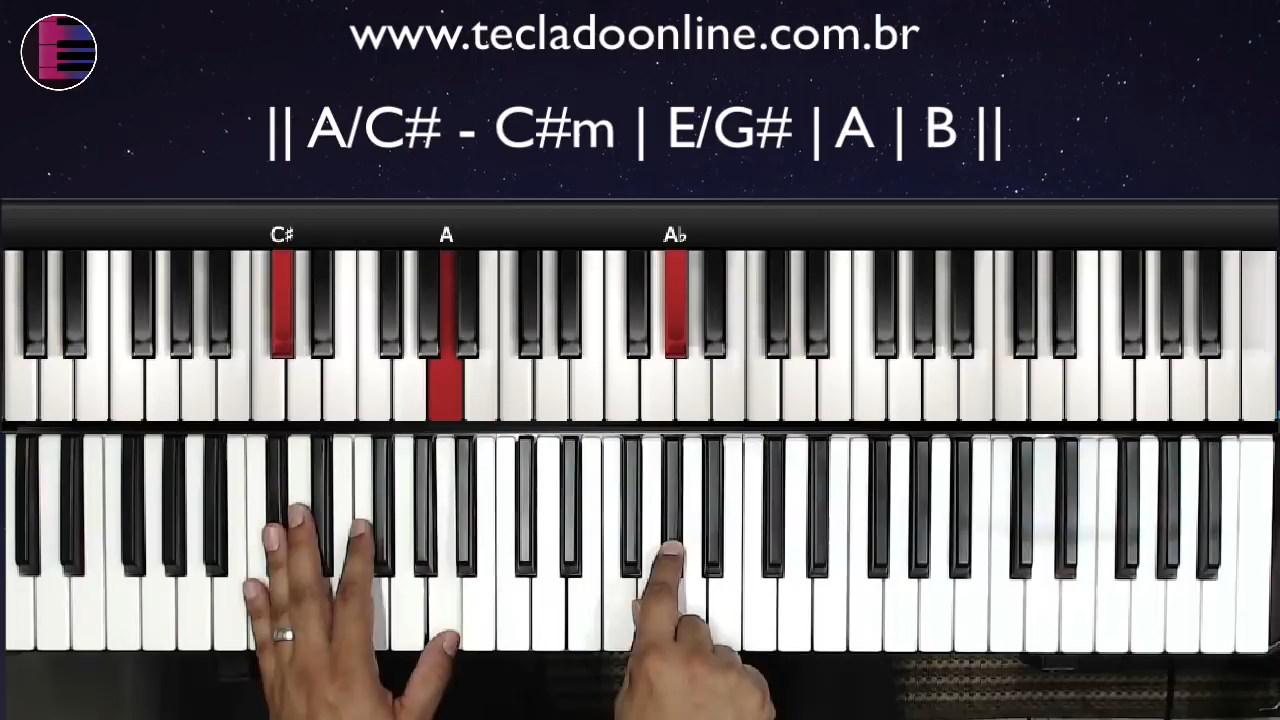 www.tecladoonline.com.br
|| A/C# - C#m | E/G# | A | B ||
C♯ A A♭